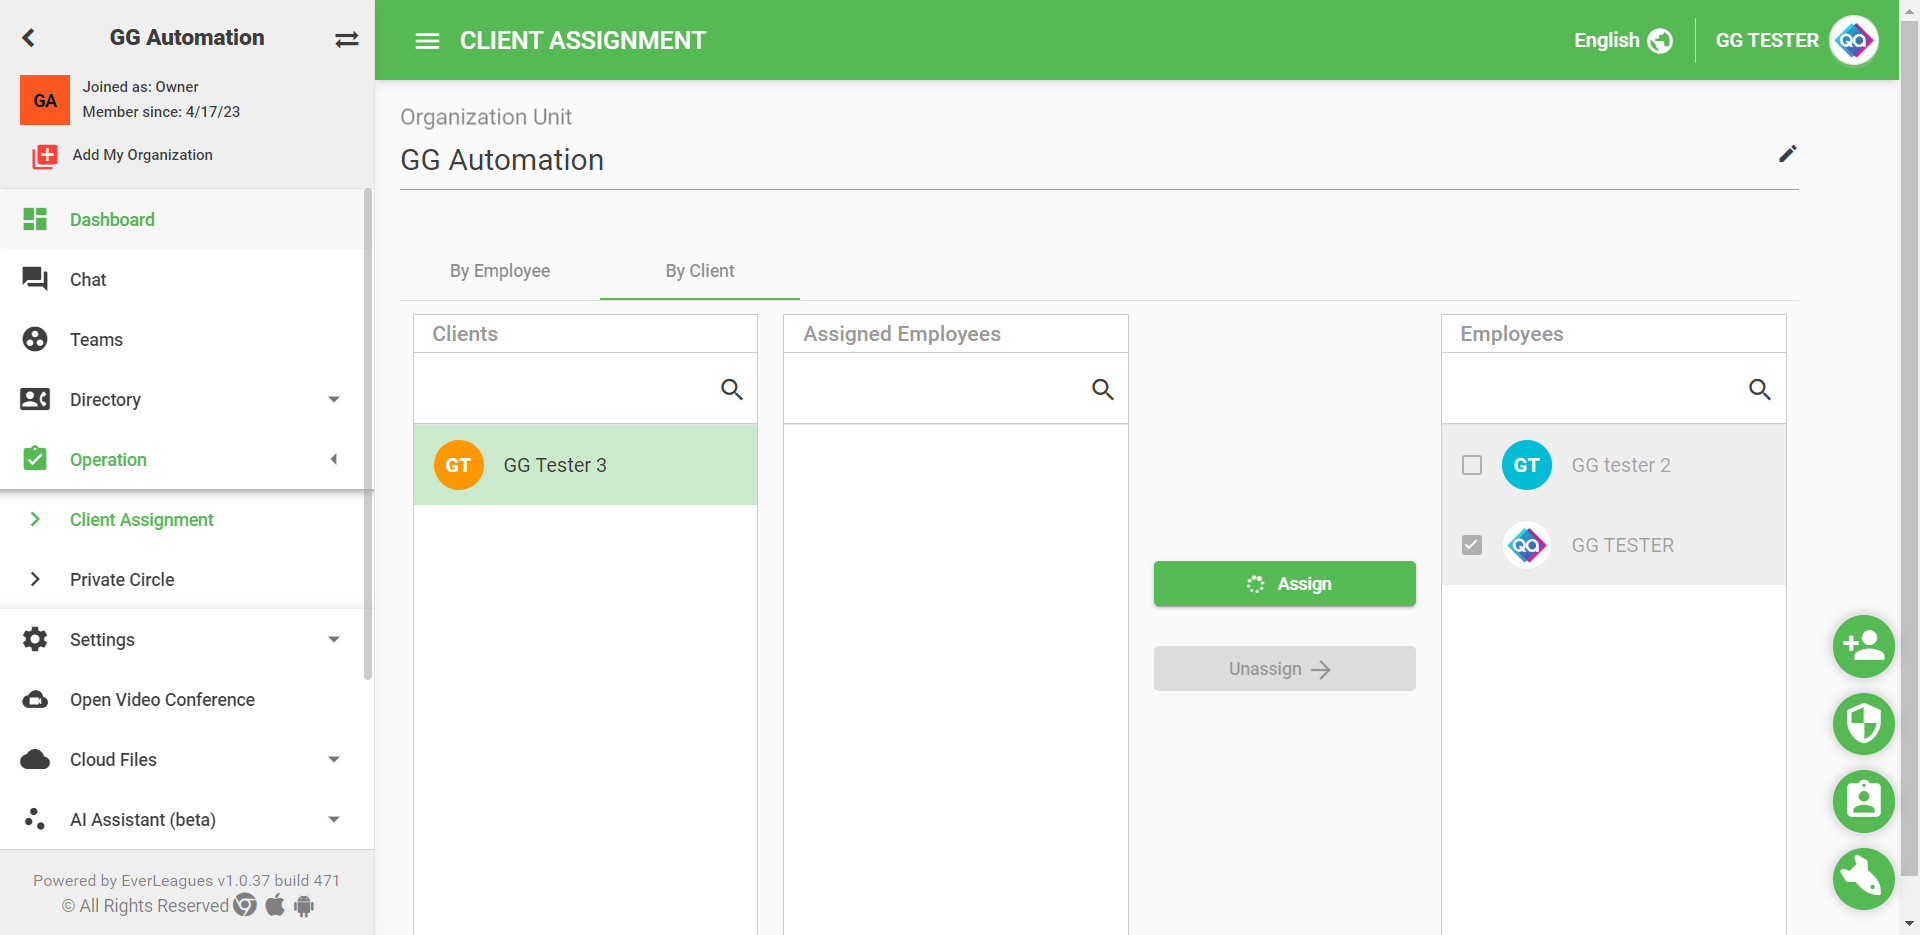 GG Automation
GA
Joined as: Owner
Member since: 4/17/23
Add My Organization
Dashboard
Chat
Teams
Directory
Operation
Client Assignment
Private Circle
Settings
Open Video Conference
Cloud Files
AI Assistant (beta)
Powered by EverLeagues v1.0.37 build 471
© All Rights Reserved
CLIENT ASSIGNMENT
English
GG TESTER
QA
Organization Unit
GG Automation
By Employee
By Client
Clients
GT
GG Tester 3
Assigned Employees
Assign
Unassign
Employees
GT
GG tester 2
QA
GG TESTER